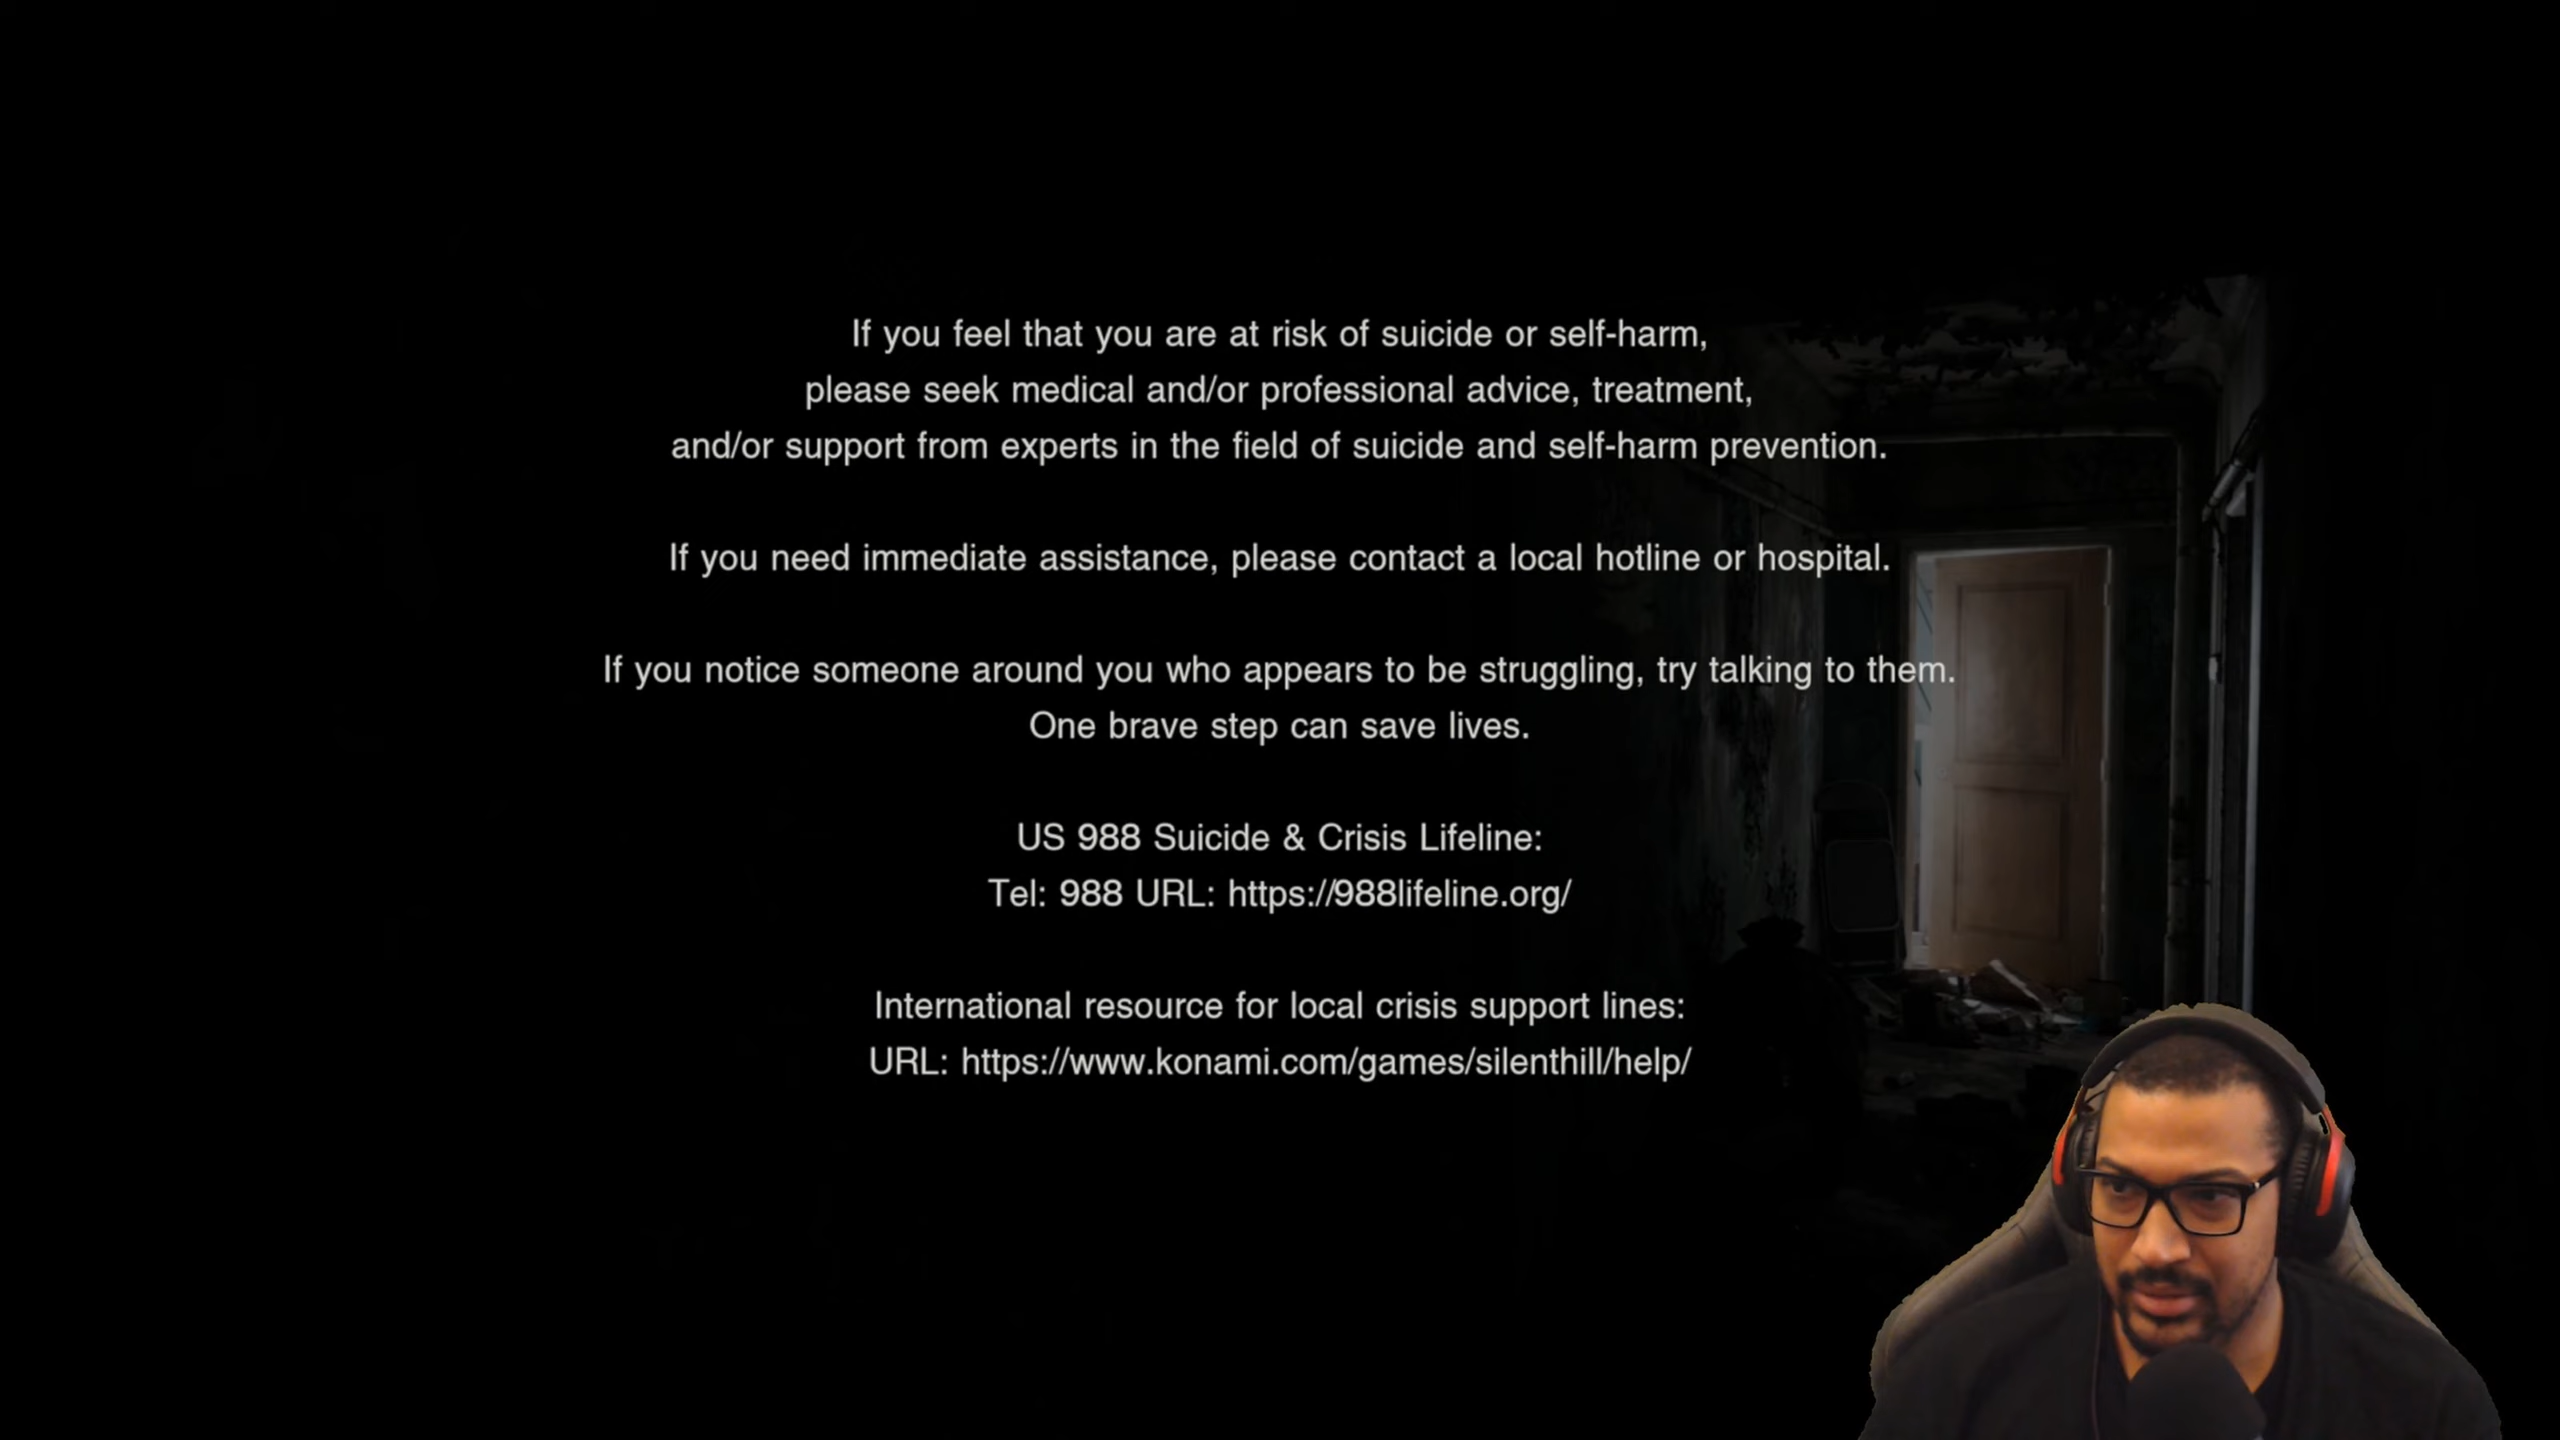 If you feel that you are at risk of suicide or self-harm,
please seek medical and/or professional advice, treatment,
and/or support from experts in the field of suicide and self-harm prevention.
If you need immediate assistance, please contact a local hotline or hospital.
If you notice someone around you who appears to be struggling, try talking to them.
One brave step can save lives.
US 988 Suicide & Crisis Lifeline:
Tel: 988 URL: https://988lifeline.org/
International resource for local crisis support lines:
URL: https://www.konami.com/games/silenthill/help/